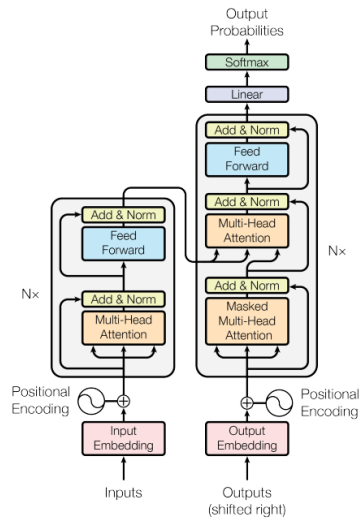 Output
Probabilities
Softmax
Linear
Add & Norm
Feed
Forward
Add & Norm
Multi-Head
Attention
Add & Norm
Masked
Multi-Head
Attention
N×
Add & Norm
Feed
Forward
N×
Add & Norm
Multi-Head
Attention
Positional
Encoding
Positional
Encoding
Input
Embedding
Output
Embedding
Inputs
Outputs
(shifted right)